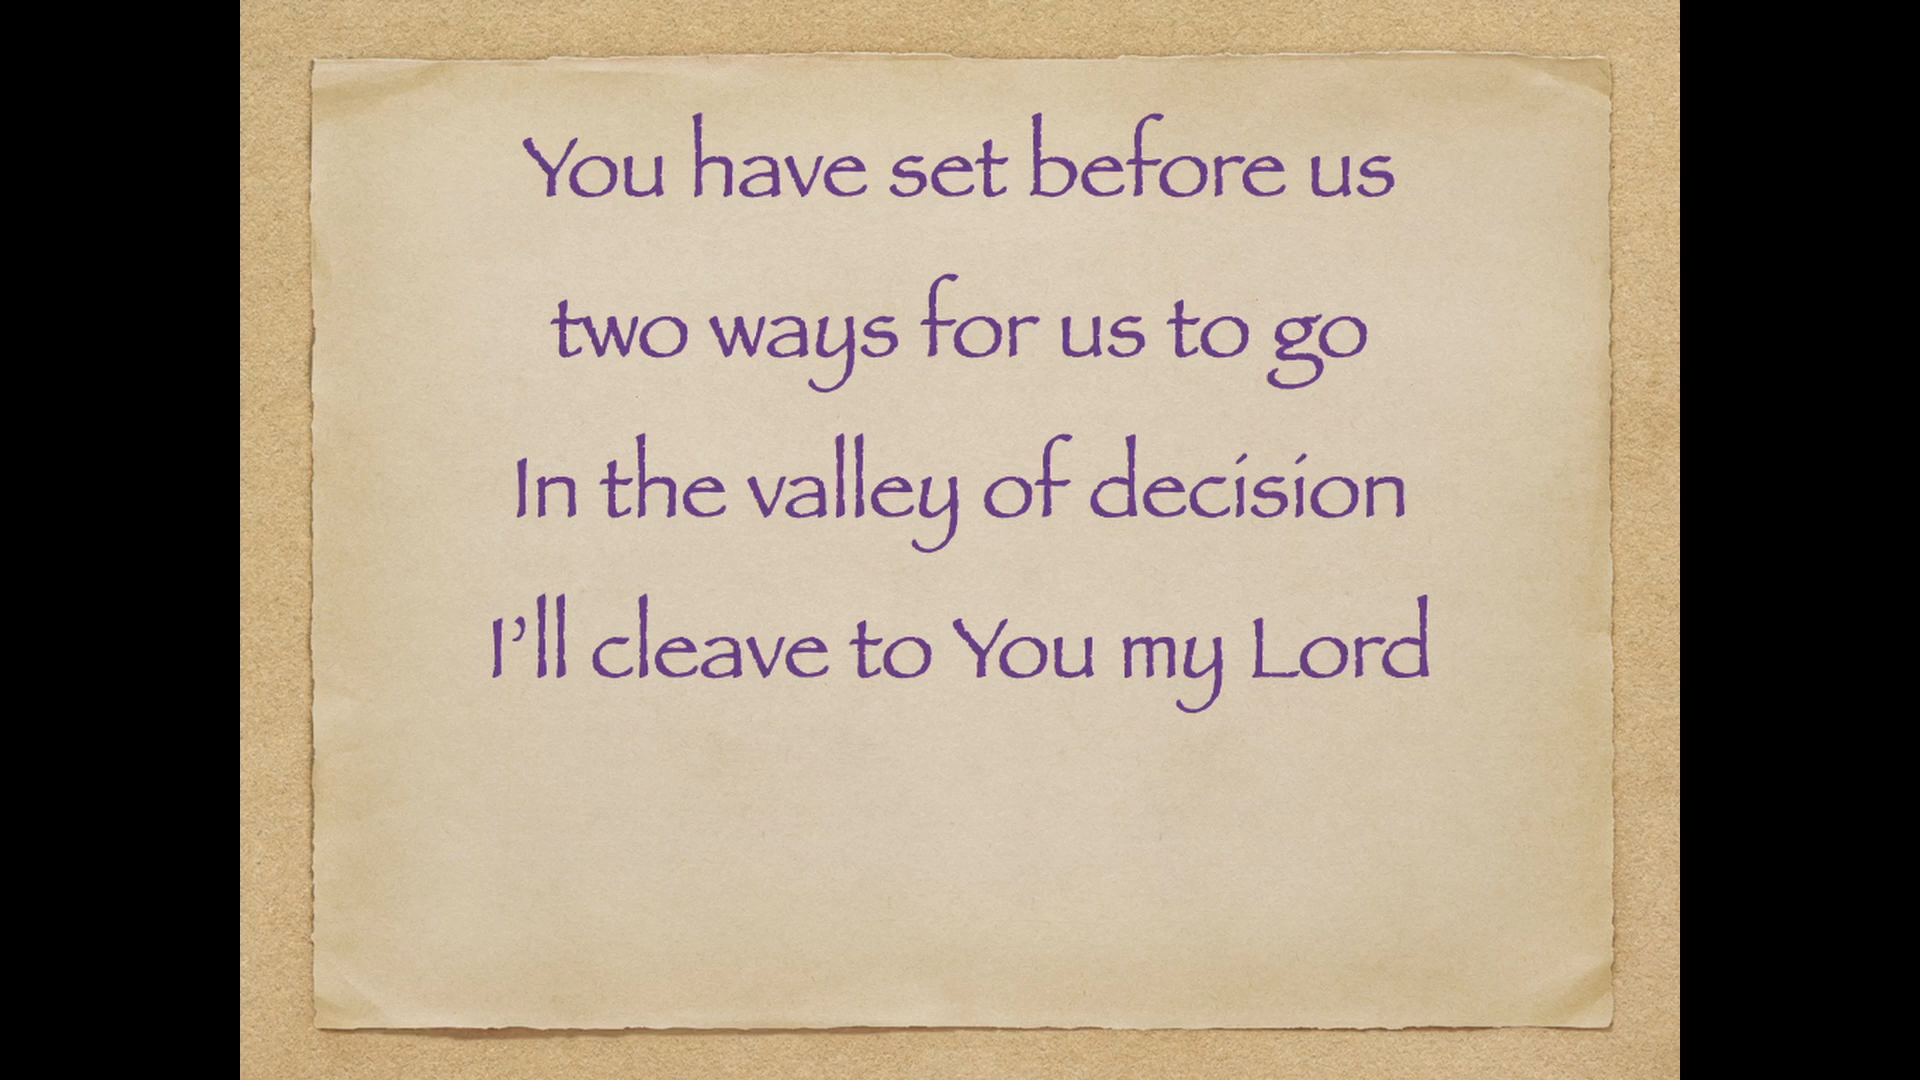 You have set before us
two ways for us to go
In the valley of decision
I’ll cleave to You my Lord